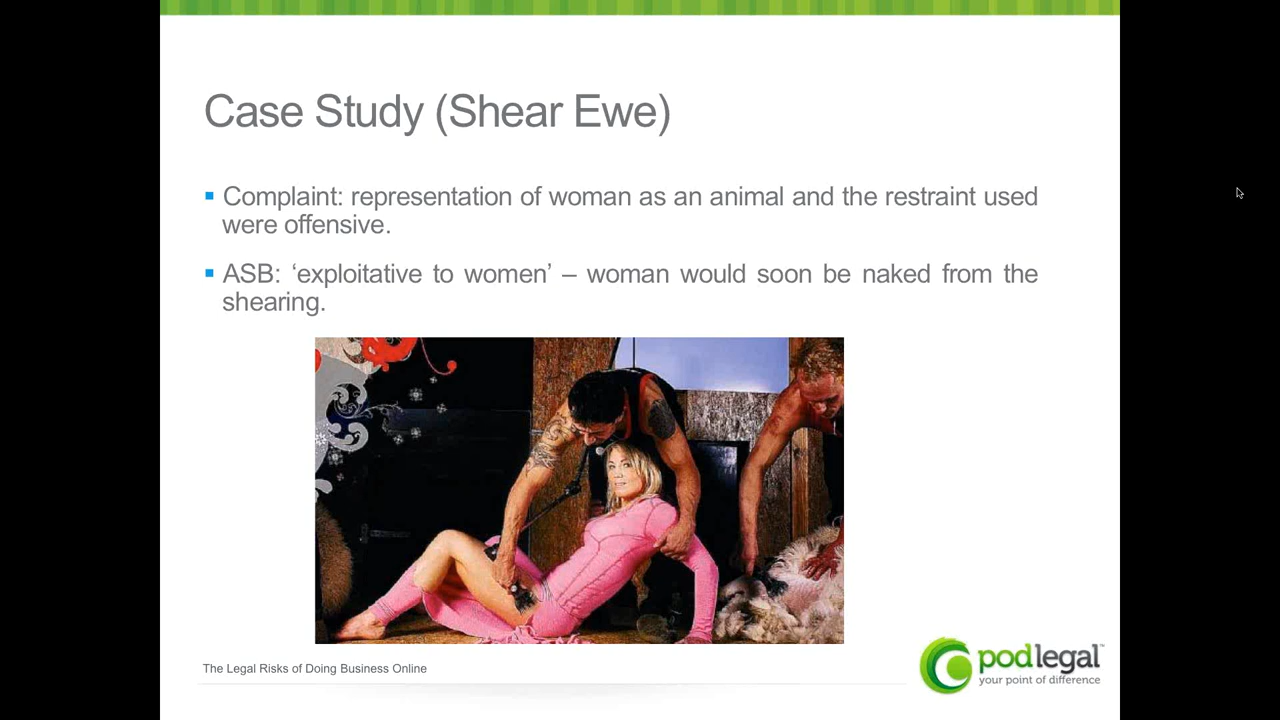 Case Study (Shear Ewe)
Complaint: representation of woman as an animal and the restraint used
were offensive.
ASB: ‘exploitative to women’ – woman would soon be naked from the
shearing.
The Legal Risks of Doing Business Online
podlegal™
your point of difference